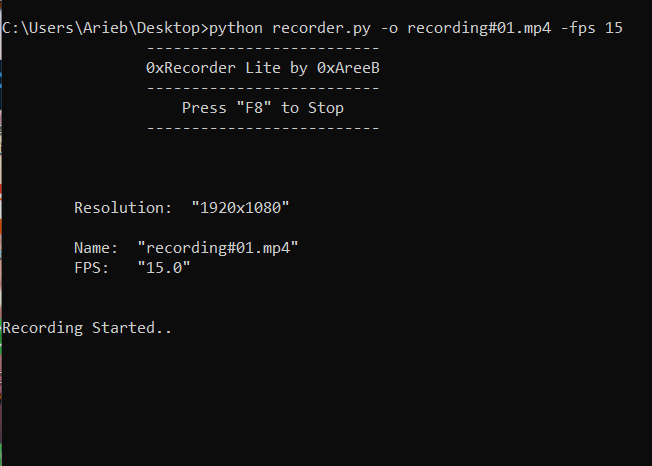 C:\Users\Arieb\Desktop>python recorder.py -o recording#01.mp4 -fps 15
--------------------------
0xRecorder Lite by 0xAreeB
--------------------------
Press "F8" to Stop
--------------------------
Resolution: "1920x1080"
Name: "recording#01.mp4"
FPS: "15.0"
Recording Started..